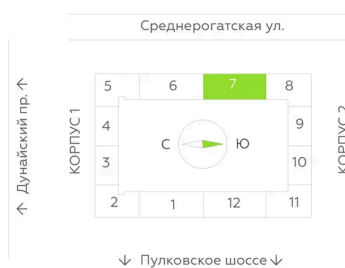 Среднерогатская ул.
5 6 7 8
4 9
С Ю
3 10
2 1 12 11
КОРПУС 1
КОРПУС 2
↑ Дунайский пр. ↑
↓ Пулковское шоссе ↓